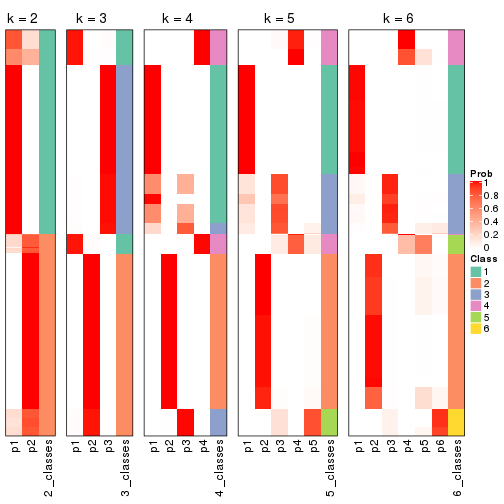 k = 2
k = 3
k = 4
k = 5
k = 6
Prob
1
0.8
0.6
0.4
0.2
0
Class
1
2
3
4
5
6
p1
p2
2_classes
p1
p2
p3
3_classes
p1
p2
p3
p4
4_classes
p1
p2
p3
p4
p5
5_classes
p1
p2
p3
p4
p5
p6
6_classes